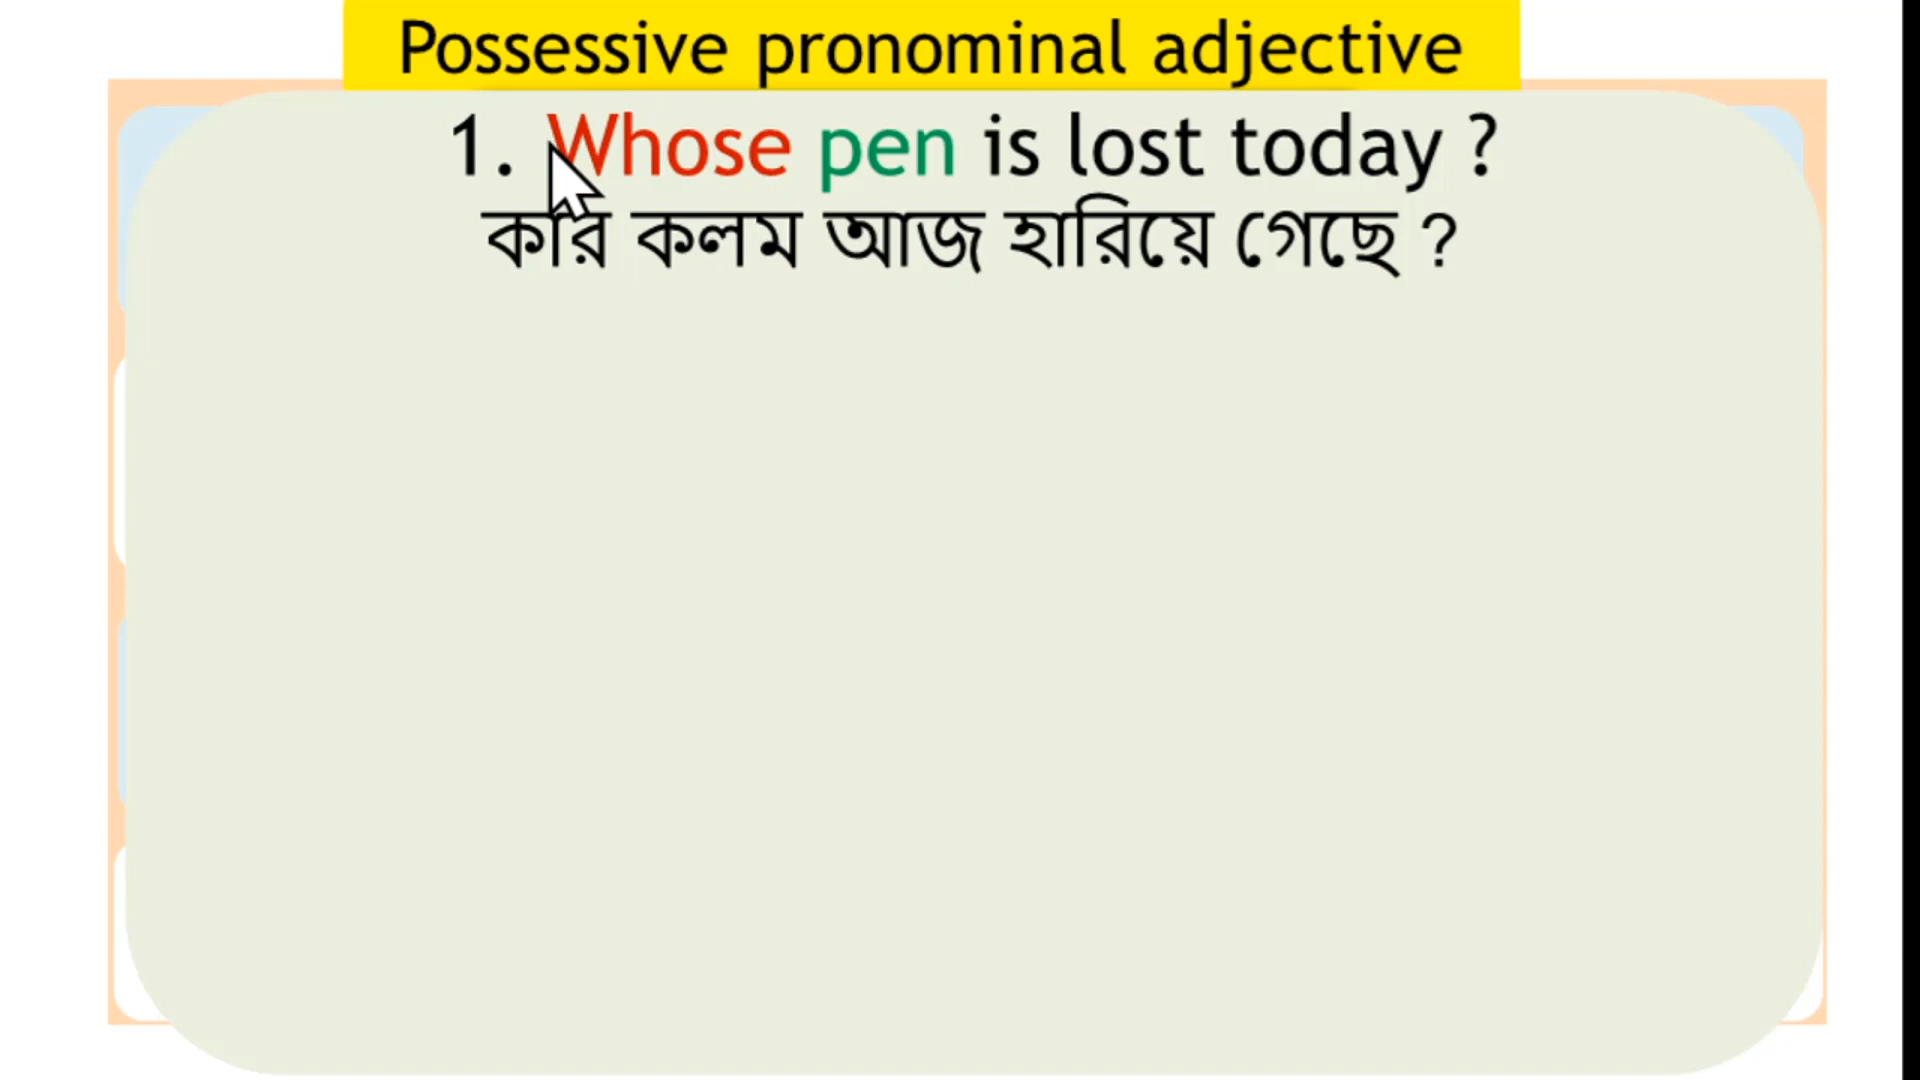 Possessive pronominal adjective
1. Whose pen is lost today ?
কার কলম আজ হারিয়ে গেছে ?